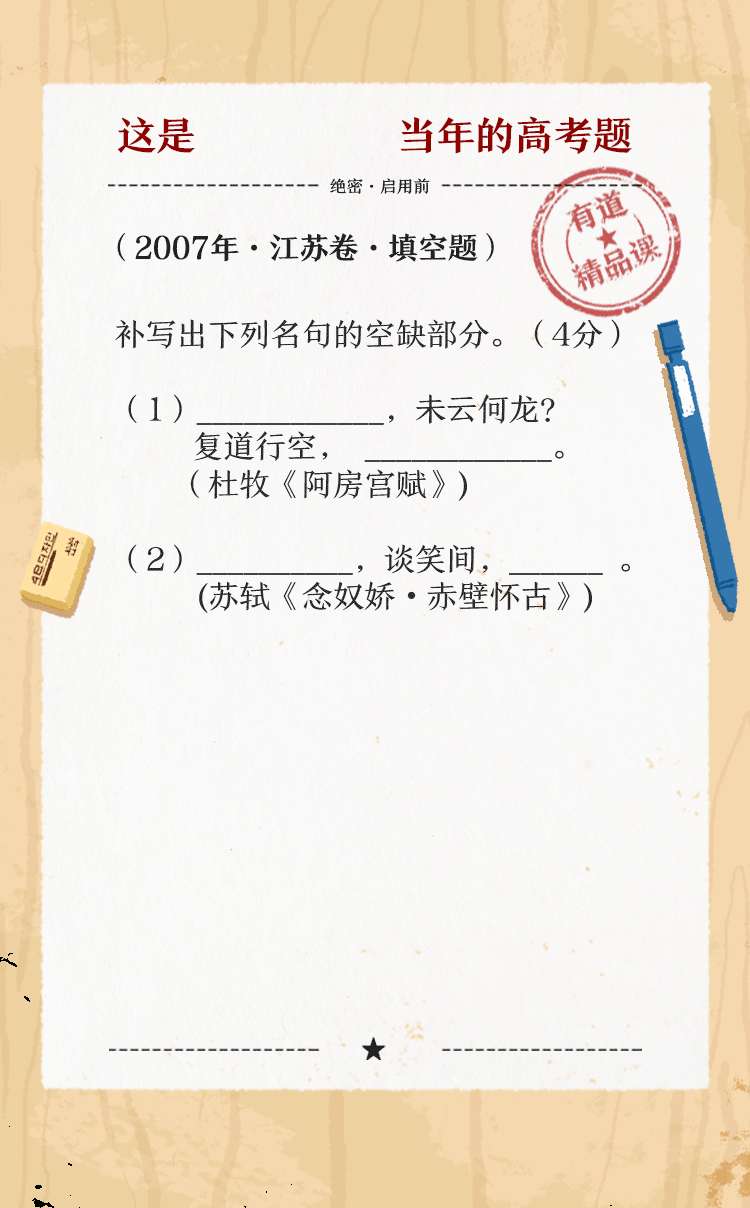 这是 当年的高考题
绝密·启用前
有道
精品课
（2007年·江苏卷·填空题）
补写出下列名句的空缺部分。（4分）
（1）____________，未云何龙?
复道行空， ____________。
（杜牧《阿房宫赋》)
（2）__________，谈笑间，______ 。
(苏轼《念奴娇·赤壁怀古》)